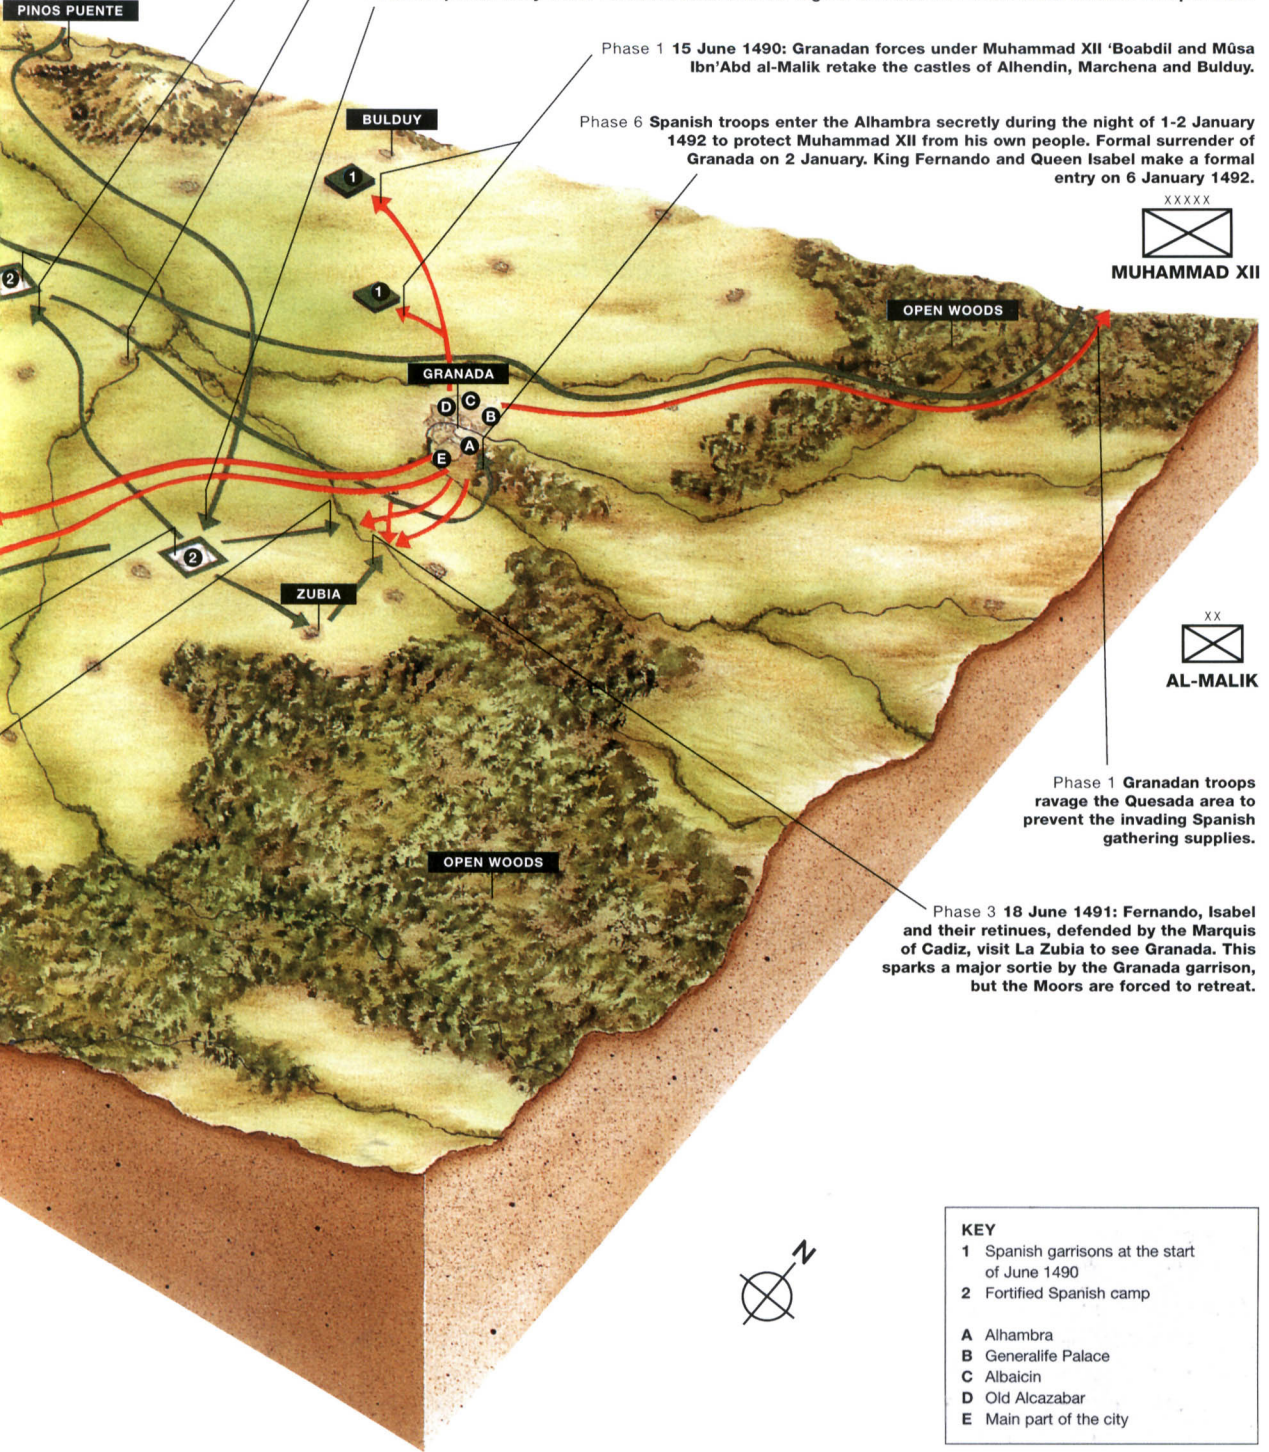 PINOS PUENTE
Phase 1 15 June 1490: Granadan forces under Muhammad XII 'Boabdil and Mûsa
Ibn'Abd al-Malik retake the castles of Alhendin, Marchena and Bulduy.
BULDUY
Phase 6 Spanish troops enter the Alhambra secretly during the night of 1-2 January
1492 to protect Muhammad XII from his own people. Formal surrender of
Granada on 2 January. King Fernando and Queen Isabel make a formal
entry on 6 January 1492.
1
XXXXX
MUHAMMAD XII
2
1
OPEN WOODS
GRANADA
D
C
B
A
E
2
ZUBIA
XX
AL-MALIK
Phase 1 Granadan troops
ravage the Quesada area to
prevent the invading Spanish
gathering supplies.
OPEN WOODS
Phase 3 18 June 1491: Fernando, Isabel
and their retinues, defended by the Marquis
of Cadiz, visit La Zubia to see Granada. This
sparks a major sortie by the Granada garrison,
but the Moors are forced to retreat.
N
KEY
1 Spanish garrisons at the start
of June 1490
2 Fortified Spanish camp
A Alhambra
B Generalife Palace
C Albaicin
D Old Alcazabar
E Main part of the city